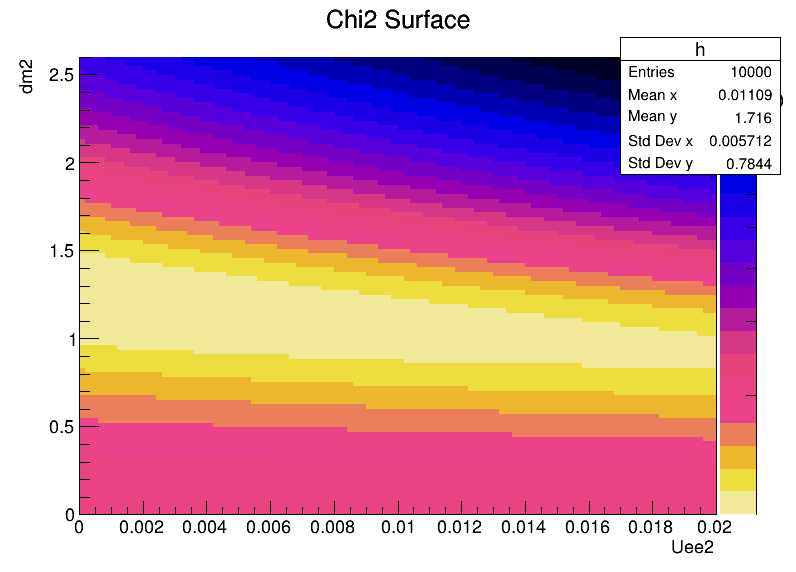 Chi2 Surface
dm2
h
Entries 10000
Mean x 0.01109
Mean y 1.716
Std Dev x 0.005712
Std Dev y 0.7844
2.5
2
1.5
1
0.5
0
0 0.002 0.004 0.006 0.008 0.01 0.012 0.014 0.016 0.018 0.02
Uee2